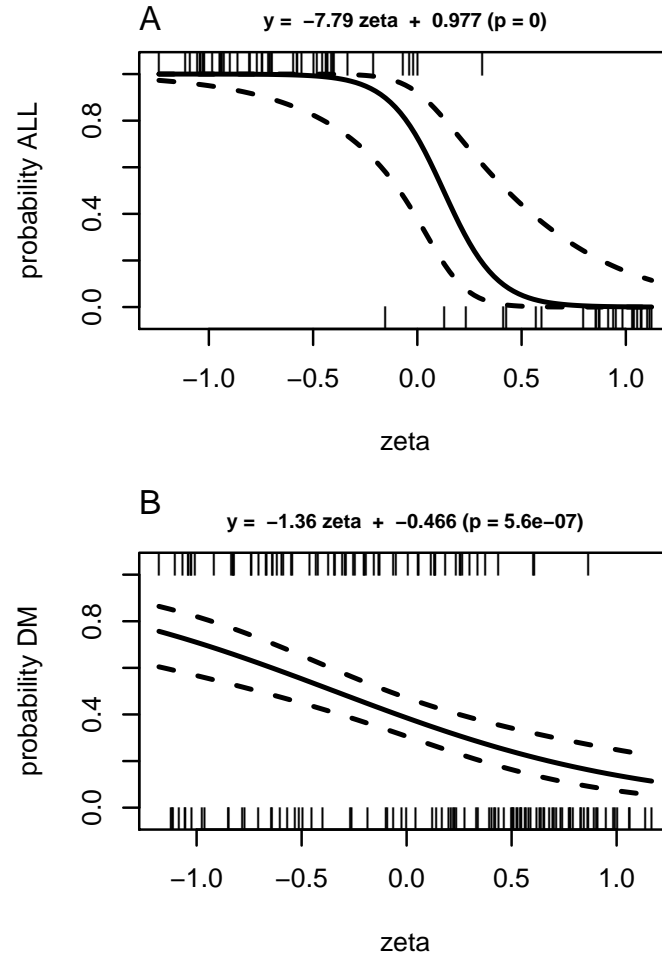 A
y = −7.79 zeta + 0.977 (p = 0)
probability ALL
0.8
0.4
0.0
−1.0 −0.5 0.0 0.5 1.0
zeta
B
y = −1.36 zeta + −0.466 (p = 5.6e−07)
probability DM
0.8
0.4
0.0
−1.0 −0.5 0.0 0.5 1.0
zeta